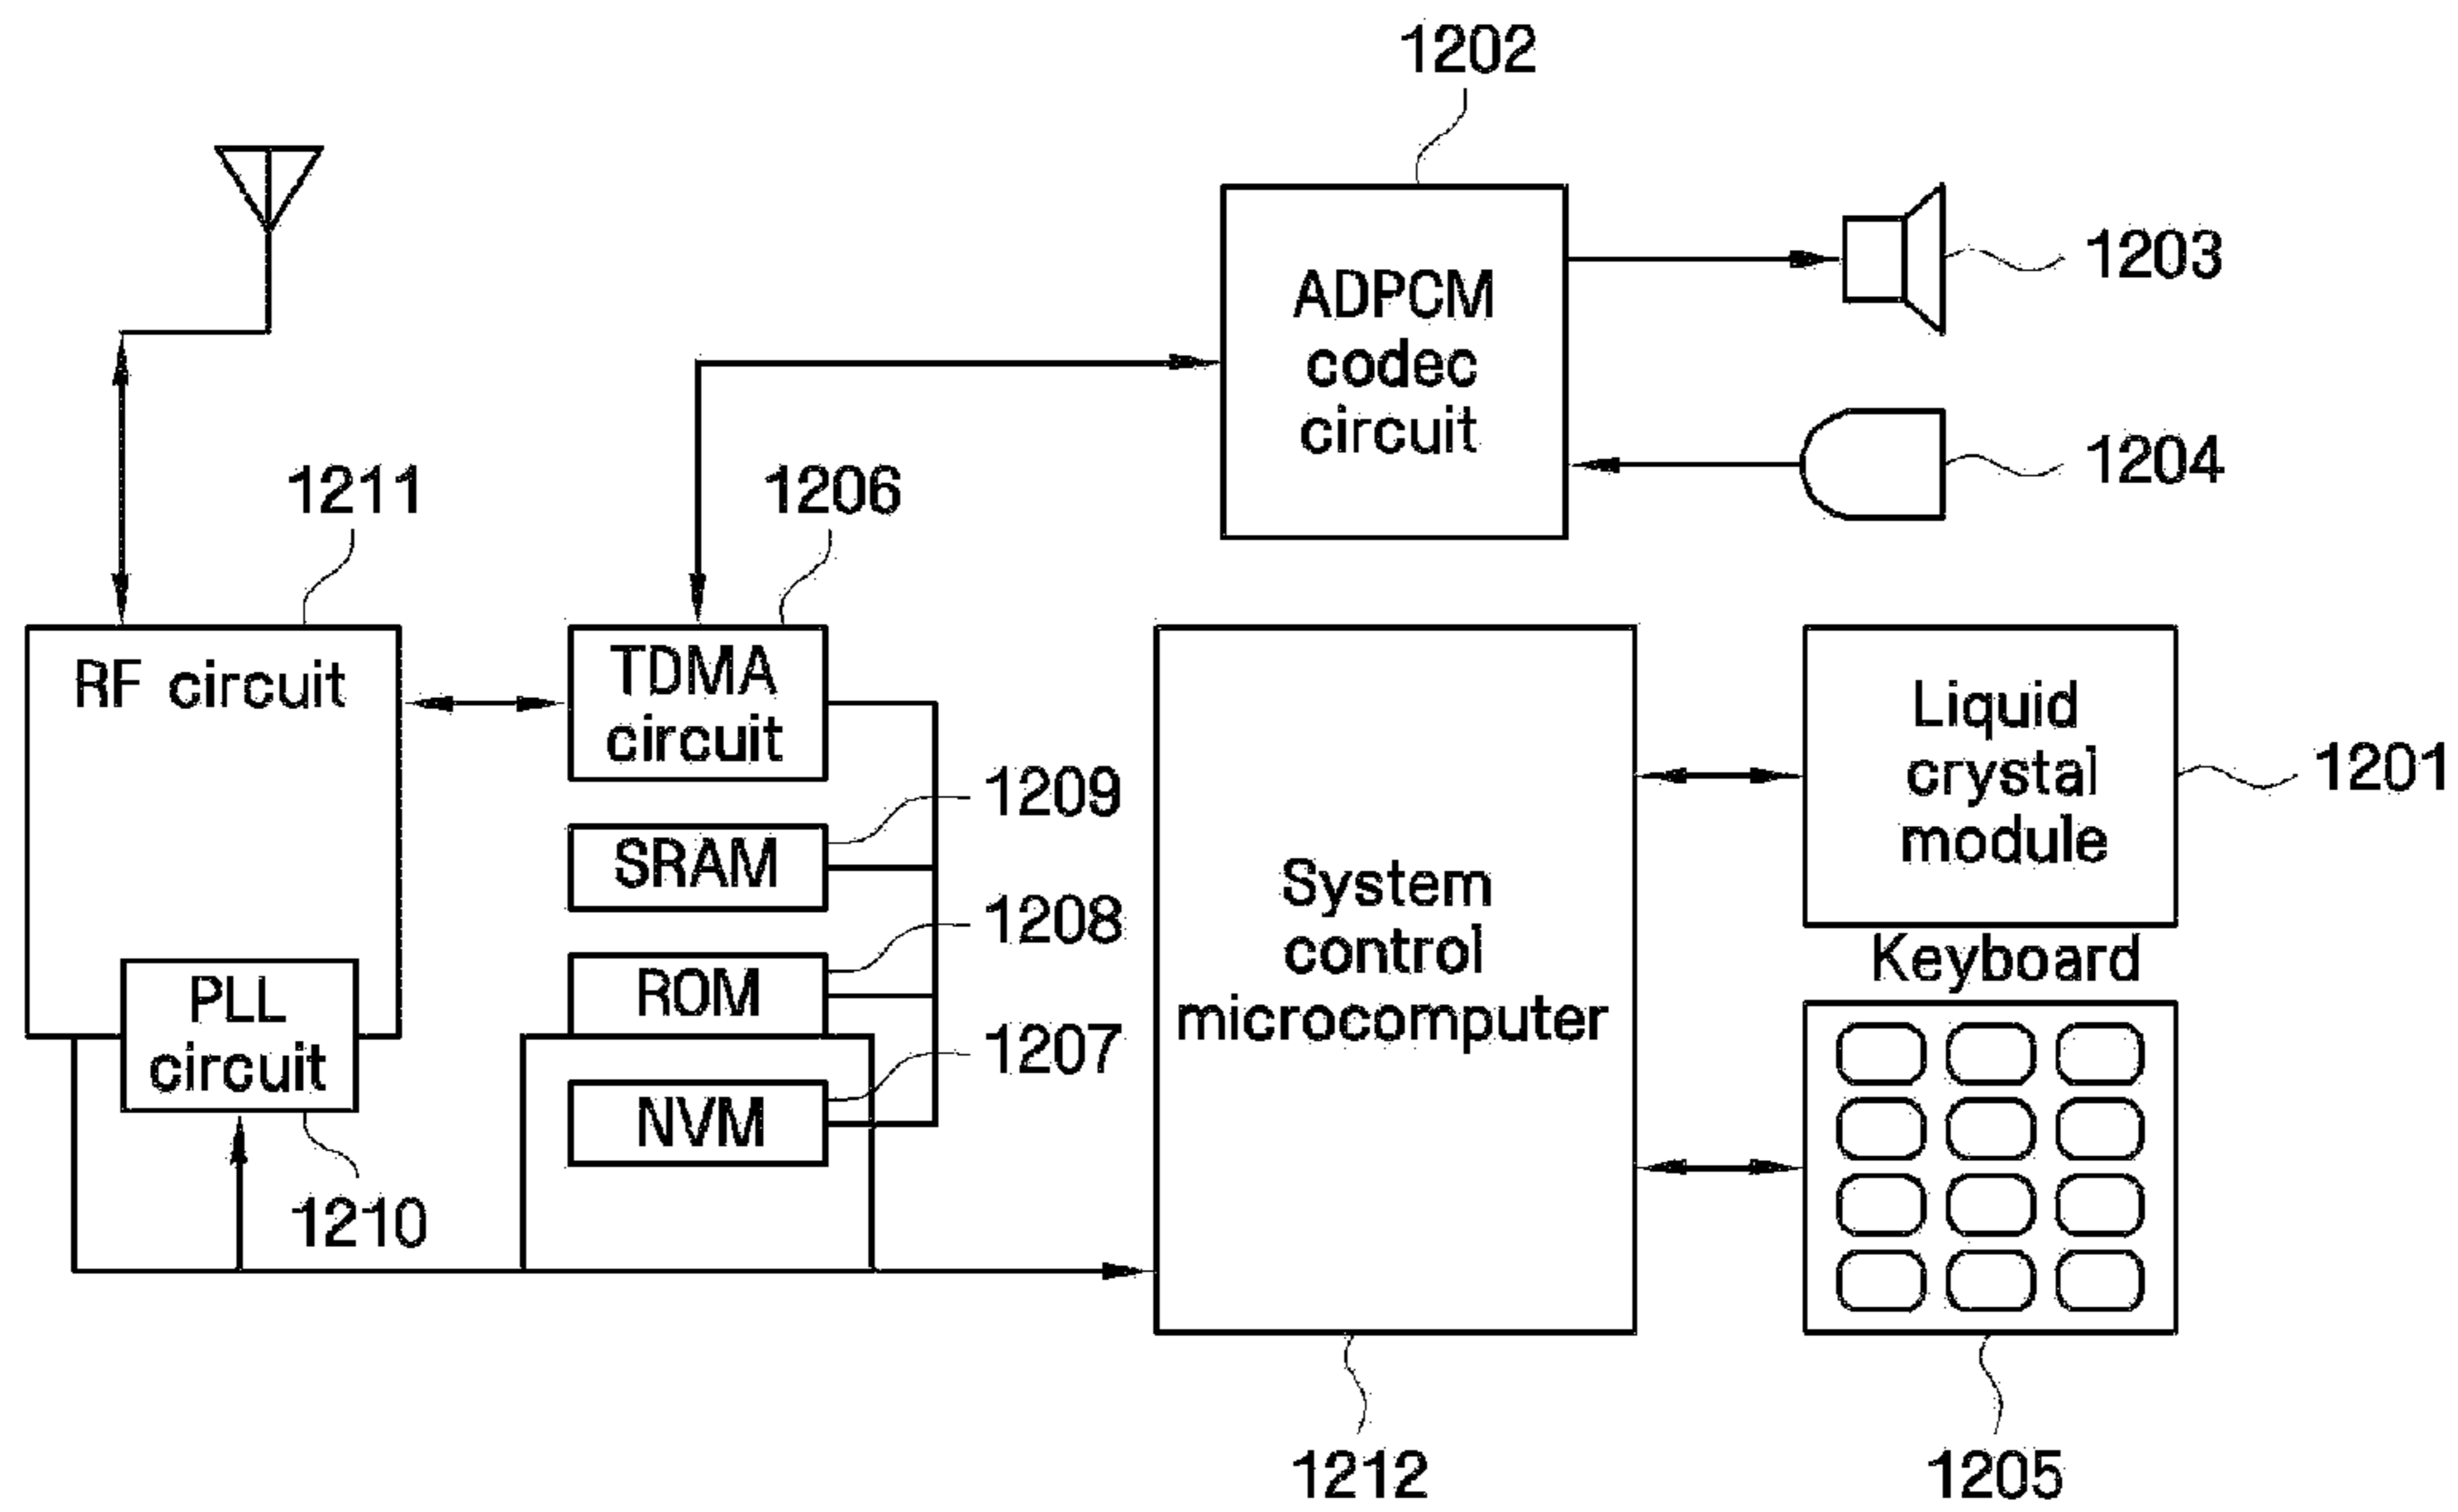 1202
ADPCM
codec
circuit
1203
1204
1211
1206
RF circuit
TDMA
circuit
1209
SRAM
1208
ROM
1207
NVM
PLL
circuit
1210
System
control
microcomputer
1212
Liquid
crystal
module
1201
Keyboard
1205